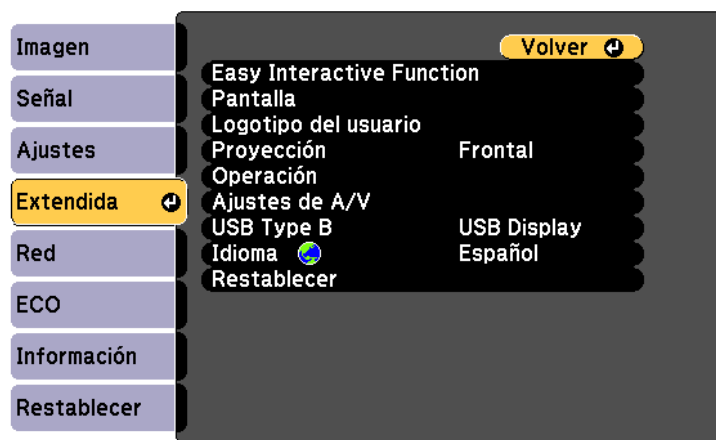 Imagen
Señal
Ajustes
Extendida
Red
ECO
Información
Restablecer
Volver
Easy Interactive Function
Pantalla
Logotipo del usuario
Proyección Frontal
Operación
Ajustes de A/V
USB Type B USB Display
Idioma Español
Restablecer